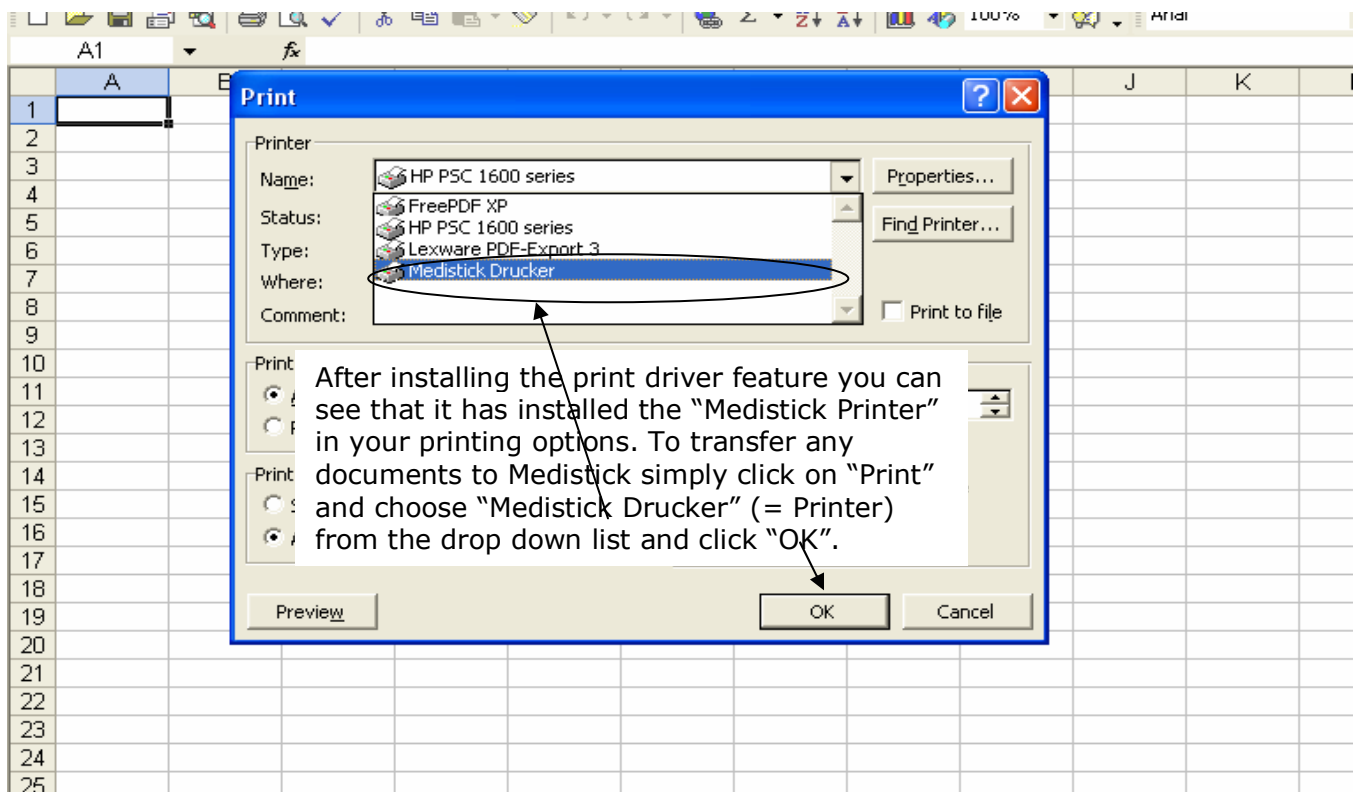 100% Arial
A1 fx
A B J K
Print
1
2 Printer
3 Name: HP PSC 1600 series Properties...
4 FreePDF XP
5 Status: HP PSC 1600 series Find Printer...
6 Type: Lexware PDF-Export 3
7 Where: Medistick Drucker
8 Comment: Print to file
9
10 Print
11
12
13
14 Print
15
16
17
After installing the print driver feature you can
see that it has installed the “Medistick Printer”
in your printing options. To transfer any
documents to Medistick simply click on “Print”
and choose “Medistick Drucker” (= Printer)
from the drop down list and click “OK”.
18
19 Preview OK Cancel
20
21
22
23
24
25